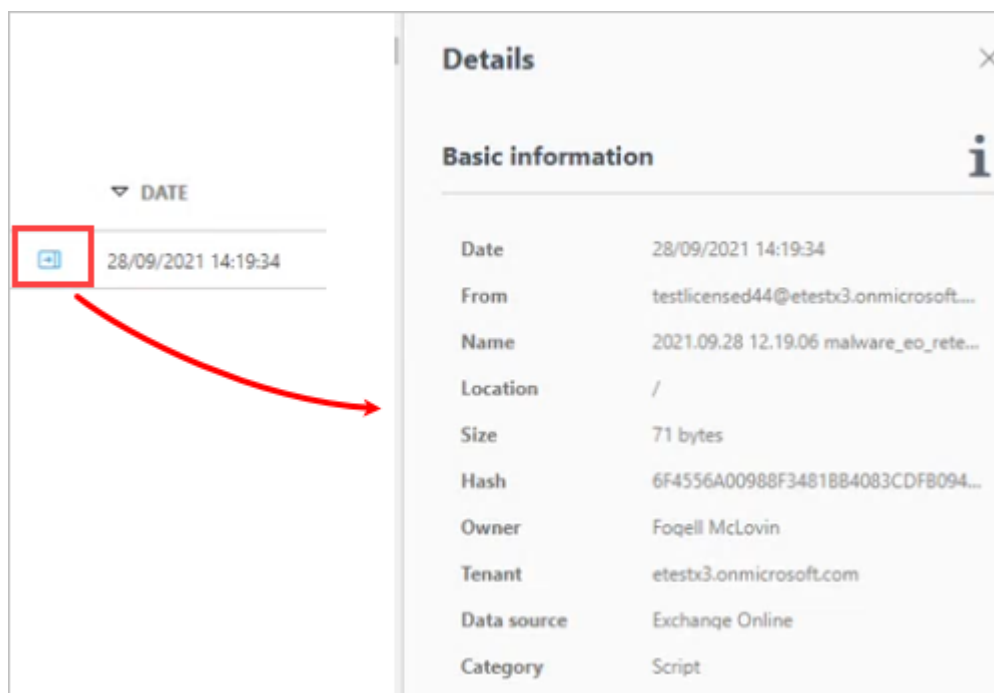 Details
Basic information
DATE
28/09/2021 14:19:34
Date 28/09/2021 14:19:34
From testlicensed44@etestx3.onmicrosoft....
Name 2021.09.28 12.19.06 malware_eo_rete...
Location /
Size 71 bytes
Hash 6F4556A00988F3481BB4083CDFB094...
Owner Fogell McLovin
Tenant etestx3.onmicrosoft.com
Data source Exchange Online
Category Script